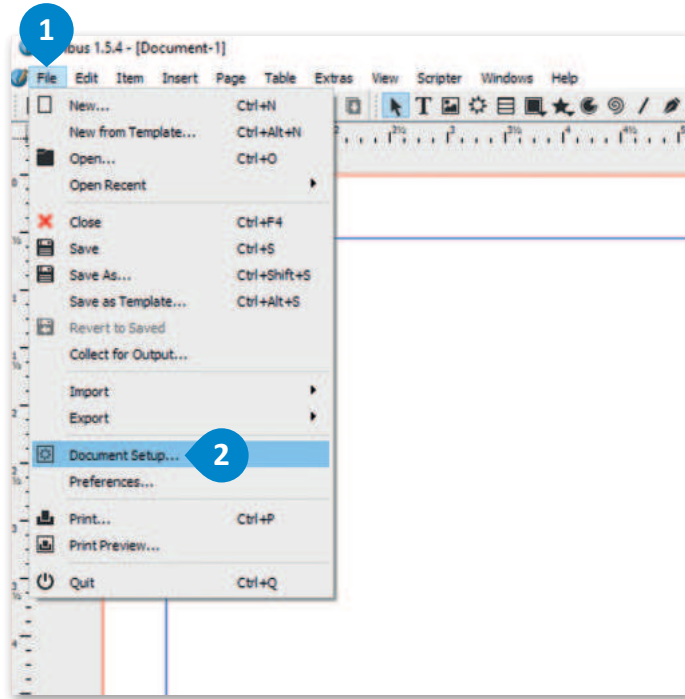 1
bus 1.5.4 - [Document-1]
File Edit Item Insert Page Table Extras View Scripter Windows Help
New... Ctrl+N
New from Template... Ctrl+Alt+N
Open... Ctrl+O
Open Recent
Close Ctrl+F4
Save Ctrl+S
Save As... Ctrl+Shift+S
Save as Template... Ctrl+Alt+S
Revert to Saved
Collect for Output...
Import
Export
Document Setup... 2
Preferences...
Print... Ctrl+P
Print Preview...
Quit Ctrl+Q